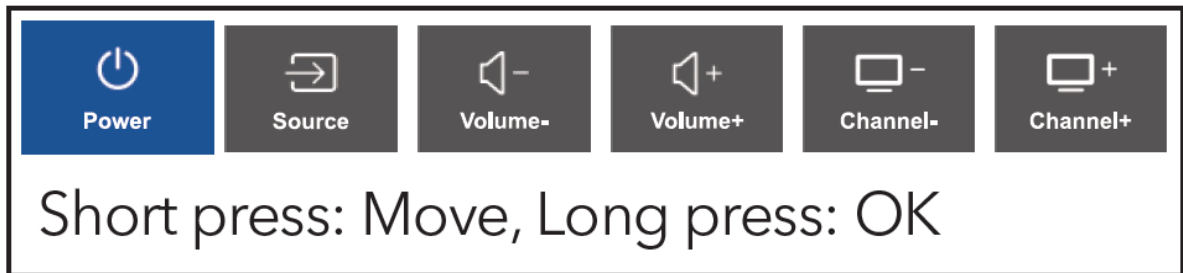 Power Source Volume- Volume+ Channel- Channel+
Short press: Move, Long press: OK